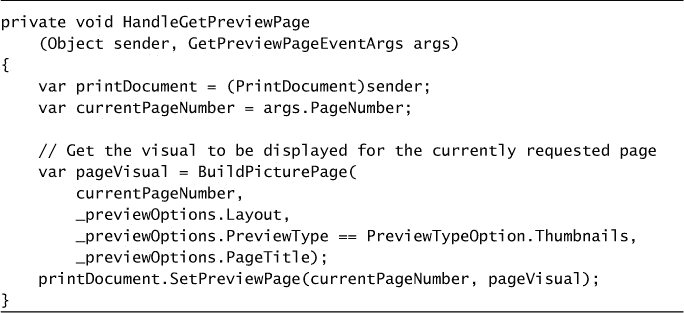 private void HandleGetPreviewPage
    (Object sender, GetPreviewPageEventArgs args)
{
    var printDocument = (PrintDocument)sender;
    var currentPageNumber = args.PageNumber;

    // Get the visual to be displayed for the currently requested page
    var pageVisual = BuildPicturePage(
        currentPageNumber,
        _previewOptions.Layout,
        _previewOptions.PreviewType == PreviewTypeOption.Thumbnails,
        _previewOptions.PageTitle);
    printDocument.SetPreviewPage(currentPageNumber, pageVisual);
}